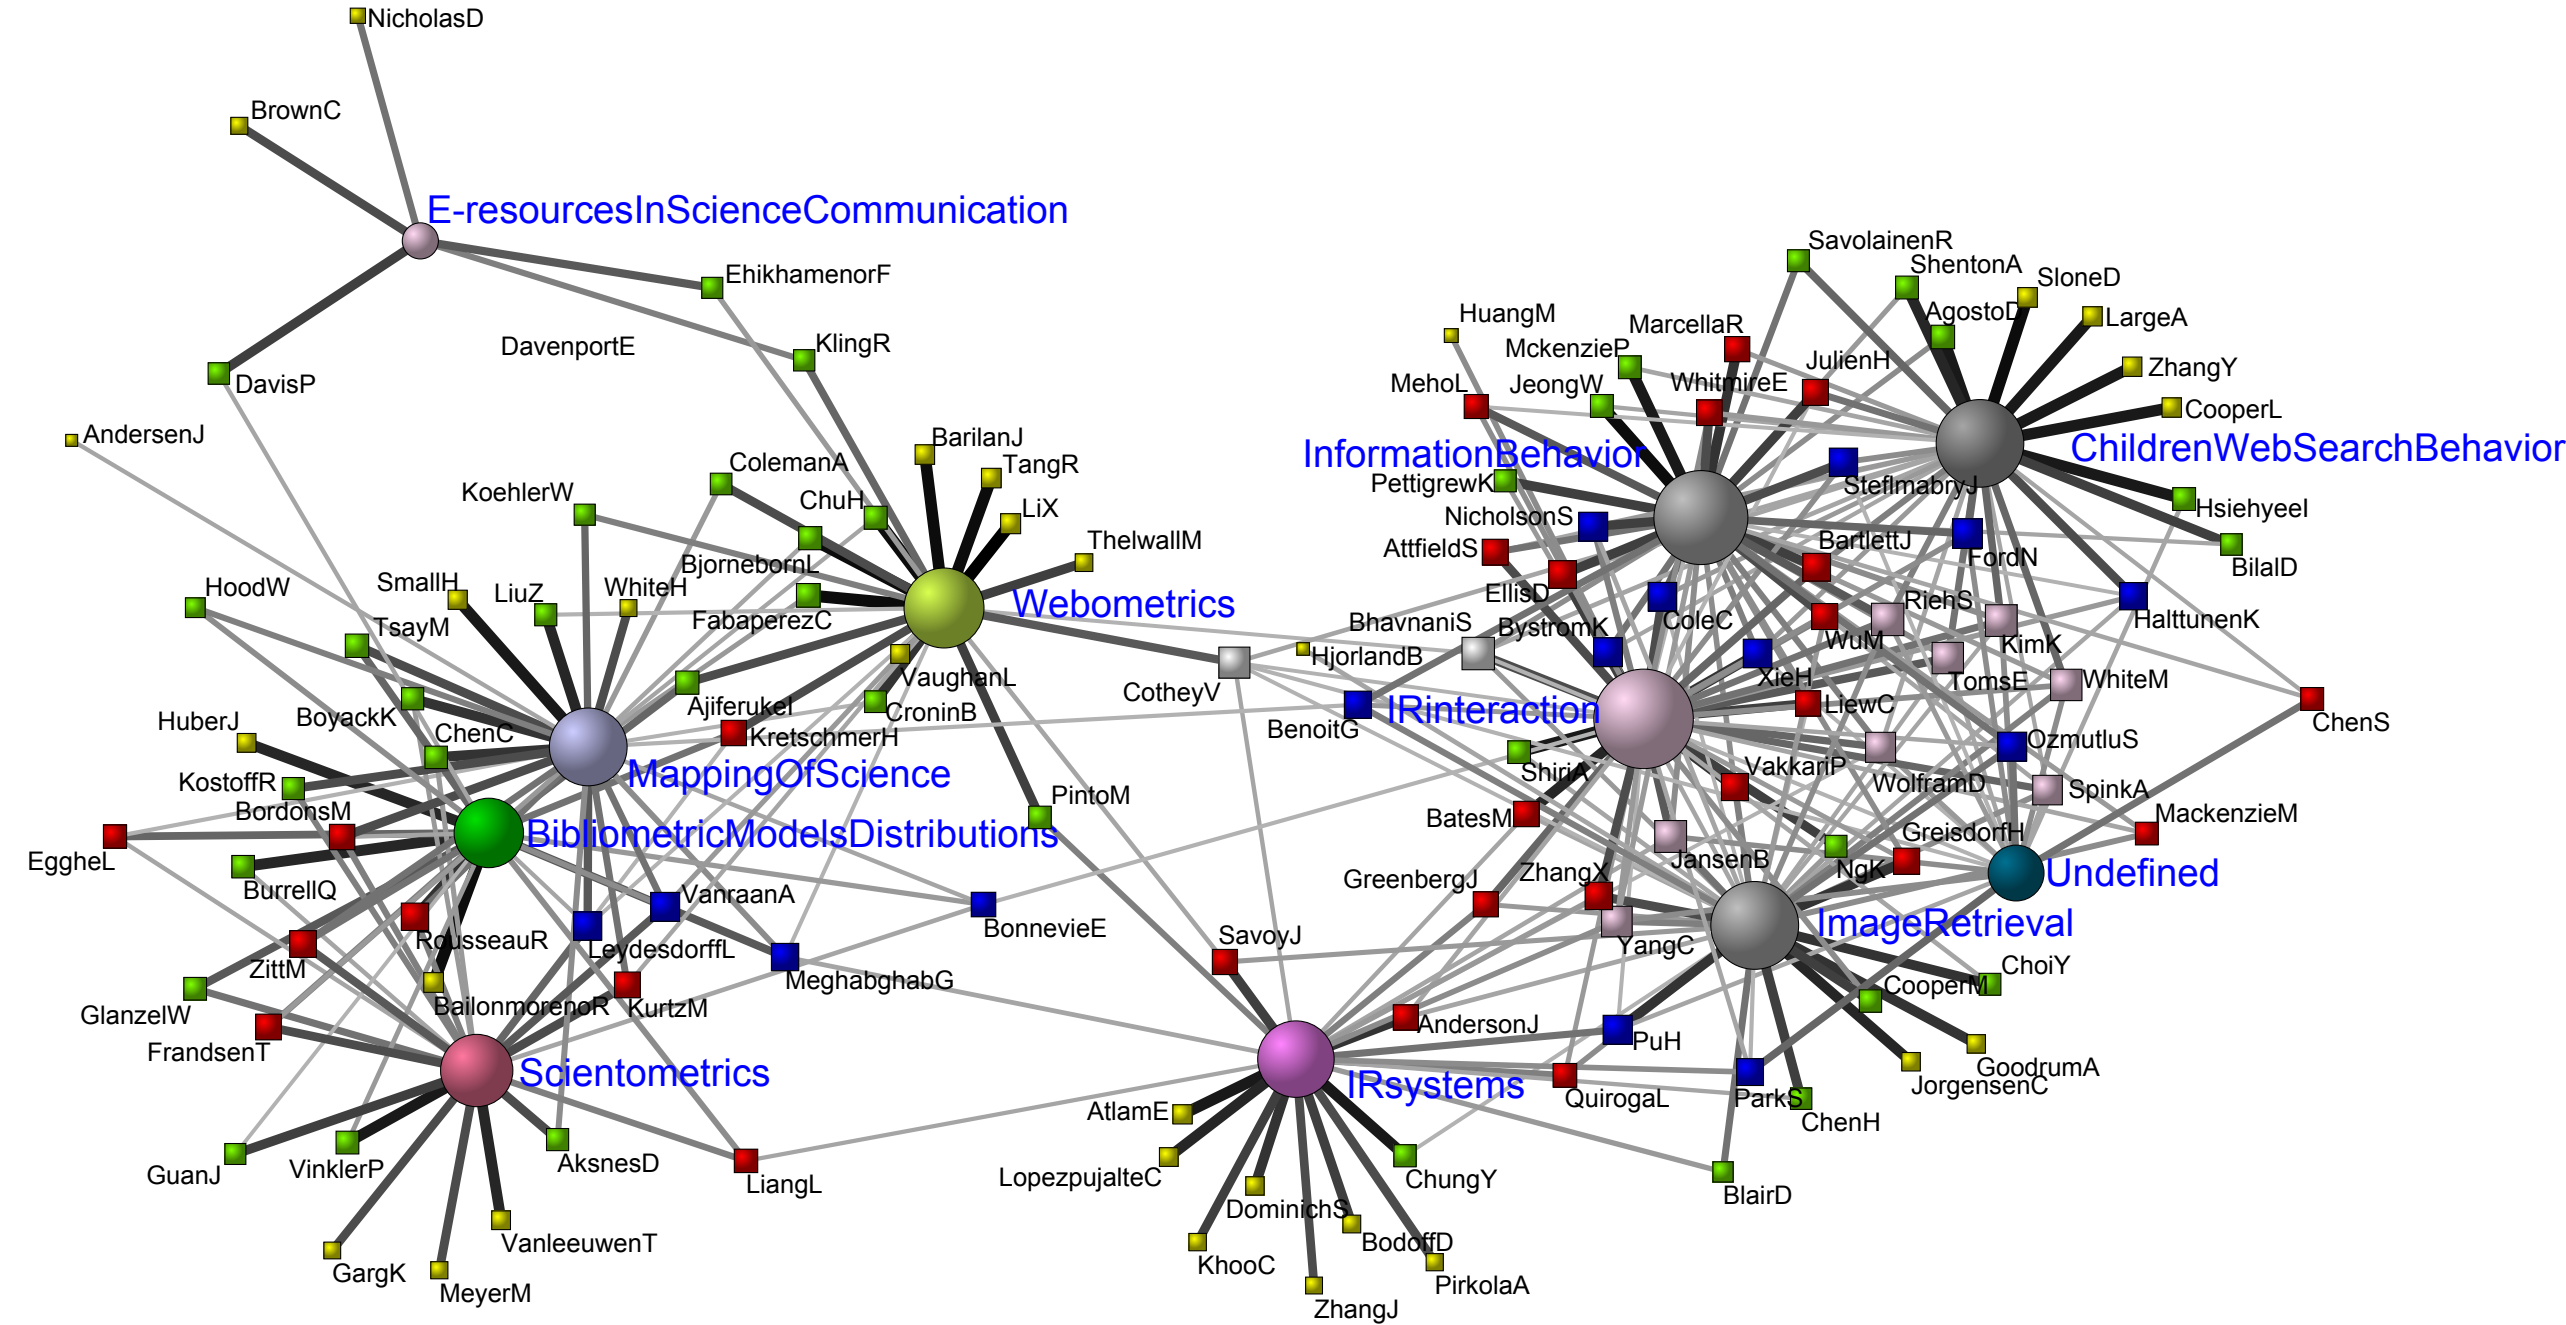 NicholasD
BrownC
E-resourcesInScienceCommunication
EhikhamenorF
DavenportE
KlingR
DavisP
AndersenJ
BarilanJ
ColemanA
TangR
KoehlerW
ChuH
LiX
ThelwallM
BjornebornL
HoodW
SmallH
LiuZ
WhiteH
FabaperezC
Webometrics
TsayM
VaughanL
CotheyV
BoyackK
AjiferukeI
CroninB
HuberJ
ChenC
KretschmerH
MappingOfScience
KostoffR
BordonsM
PintoM
BibliometricModelsDistributions
EggheL
BurrellQ
VanraanA
BonnevieE
RousseauR
LeydesdorffL
ZittM
MeghabghabG
GlanzelW
BailonmorenoR
KurtzM
FrandsenT
Scientometrics
GuanJ
VinklerP
AksnesD
LiangL
VanleeuwenT
GargK
MeyerM
SavolainenR
ShentonA
SloneD
HuangM
MarcellaR
AgostoD
LargeA
MckenzieP
JulienH
ZhangY
MehoL
JeongW
WhitmireE
CooperL
InformationBehavior
ChildrenWebSearchBehavior
PettigrewK
SteflmabryJ
HsiehyeeI
NicholsonS
AttfieldS
BartlettJ
FordN
BilalD
EllisD
RiehS
BhavnaniS
BystromK
ColeC
HalttunenK
HjorlandB
WuM
KimK
XieH
TomsE
WhiteM
IRinteraction
LiewC
ChenS
BenoitG
OzmutluS
ShiriA
VakkariP
WolframD
SpinkA
BatesM
GreisdorfH
MackenzieM
JansenB
NgK
Undefined
GreenbergJ
ZhangX
ImageRetrieval
YangC
SavoyJ
ChoiY
CooperM
AndersonJ
PuH
GoodrumA
JorgensenC
IRsystems
QuirogaL
ParkS
ChenH
AtlamE
LopezpujalteC
ChungY
BlairD
DominichS
BodoffD
KhooC
PirkolaA
ZhangJ